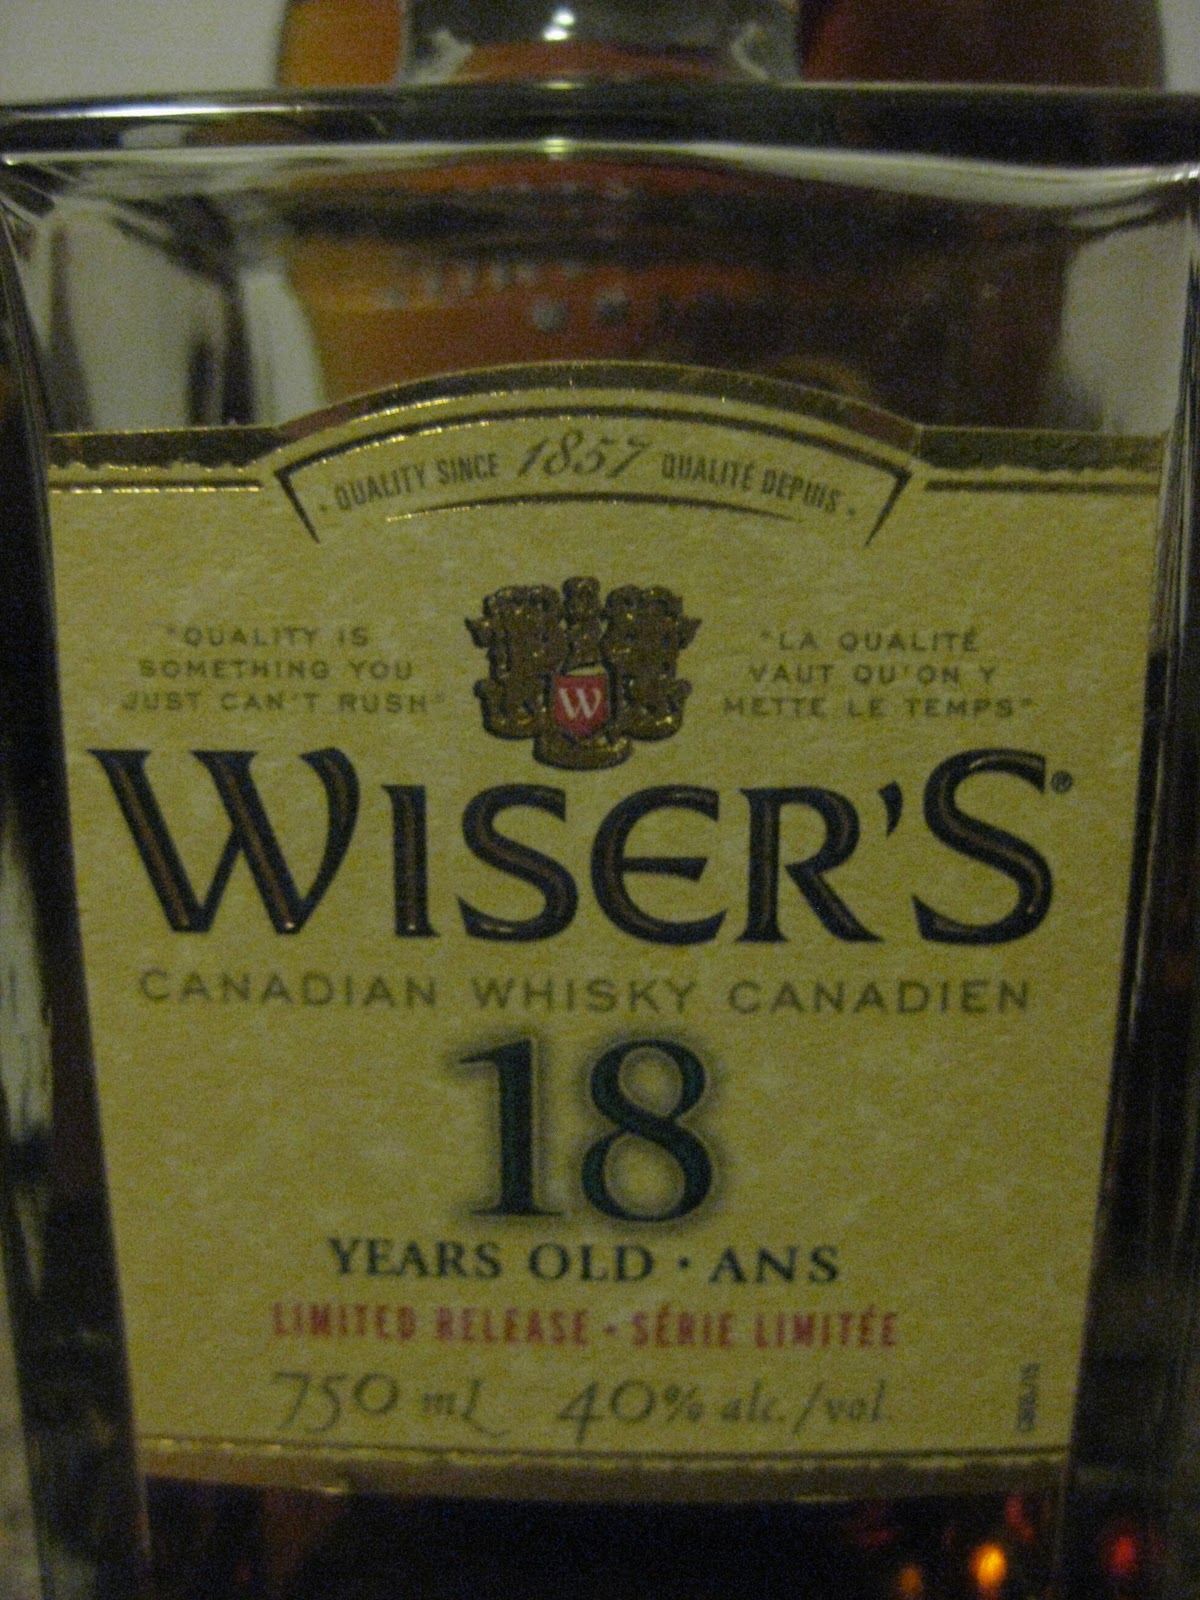 · QUALITY SINCE 1857 QUALITÉ DEPUIS ·
"QUALITY IS
SOMETHING YOU
JUST CAN'T RUSH"
"LA QUALITÉ
VAUT QU'ON Y
METTE LE TEMPS"
W
WISER'S®
CANADIAN WHISKY CANADIEN
18
YEARS OLD · ANS
LIMITED RELEASE · SÉRIE LIMITÉE
750 mL 40% alc./vol.